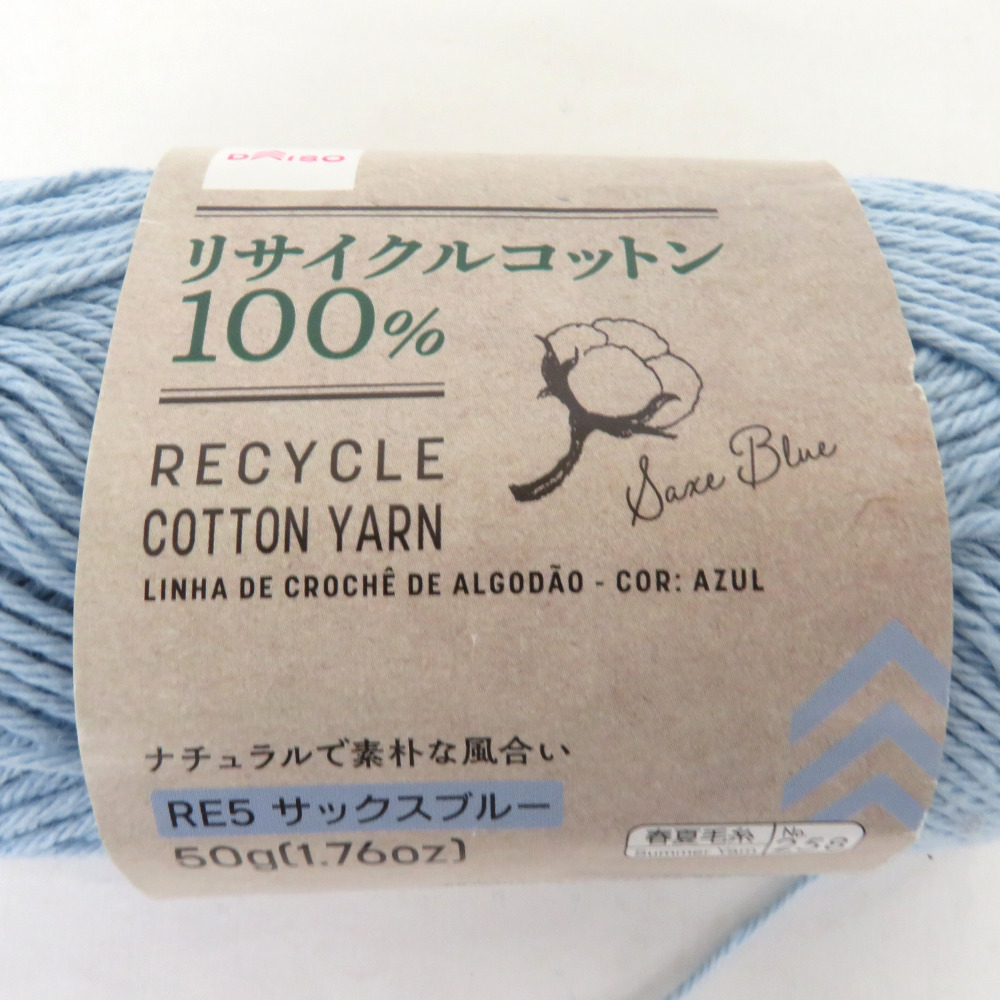 DAISO
リサイクルコットン
100%
RECYCLE
COTTON YARN
Saxe Blue
LINHA DE CROCHÊ DE ALGODÃO - COR: AZUL
ナチュラルで素朴な風合い
RE5 サックスブルー
50g(1.76oz)
春夏毛糸 No.
Summer Yarn 258